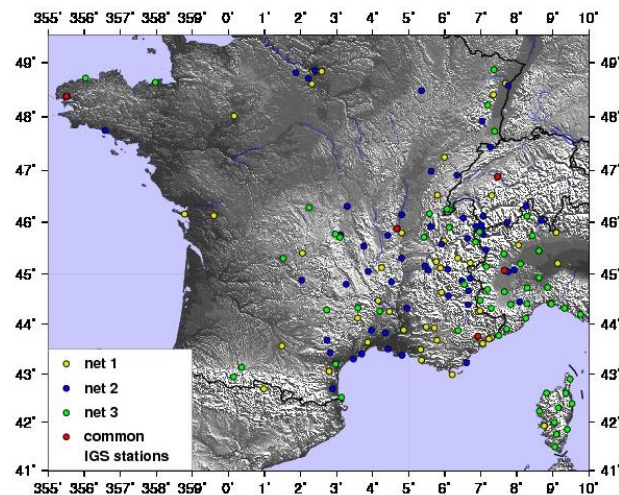 355° 356° 357° 358° 359° 0° 1° 2° 3° 4° 5° 6° 7° 8° 9° 10°
49° 49°
48° 48°
47° 47°
46° 46°
45° 45°
44° 44°
43° 43°
42° 42°
41° 41°
net 1
net 2
net 3
common
IGS stations
355° 356° 357° 358° 359° 0° 1° 2° 3° 4° 5° 6° 7° 8° 9° 10°